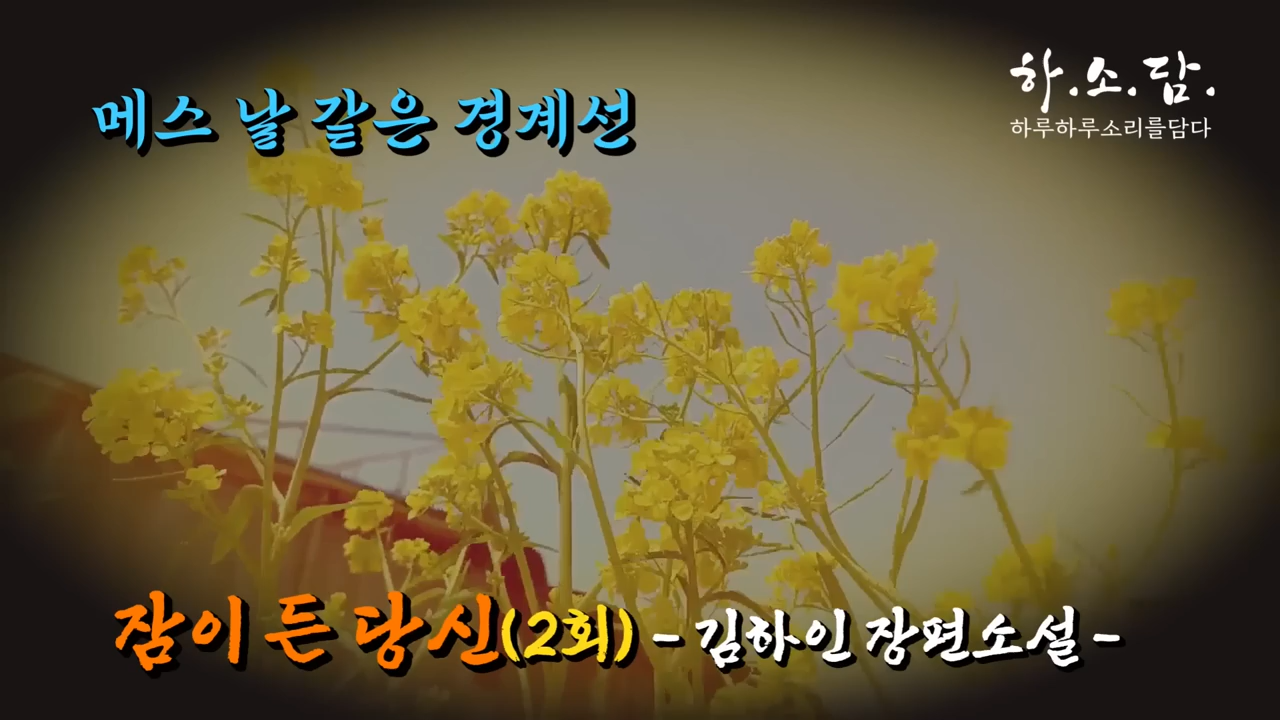 메스 날 같은 경계선
하.소.담.
하루하루소리를담다
잠이 든 당신(2회) - 김하인 장편소설 -